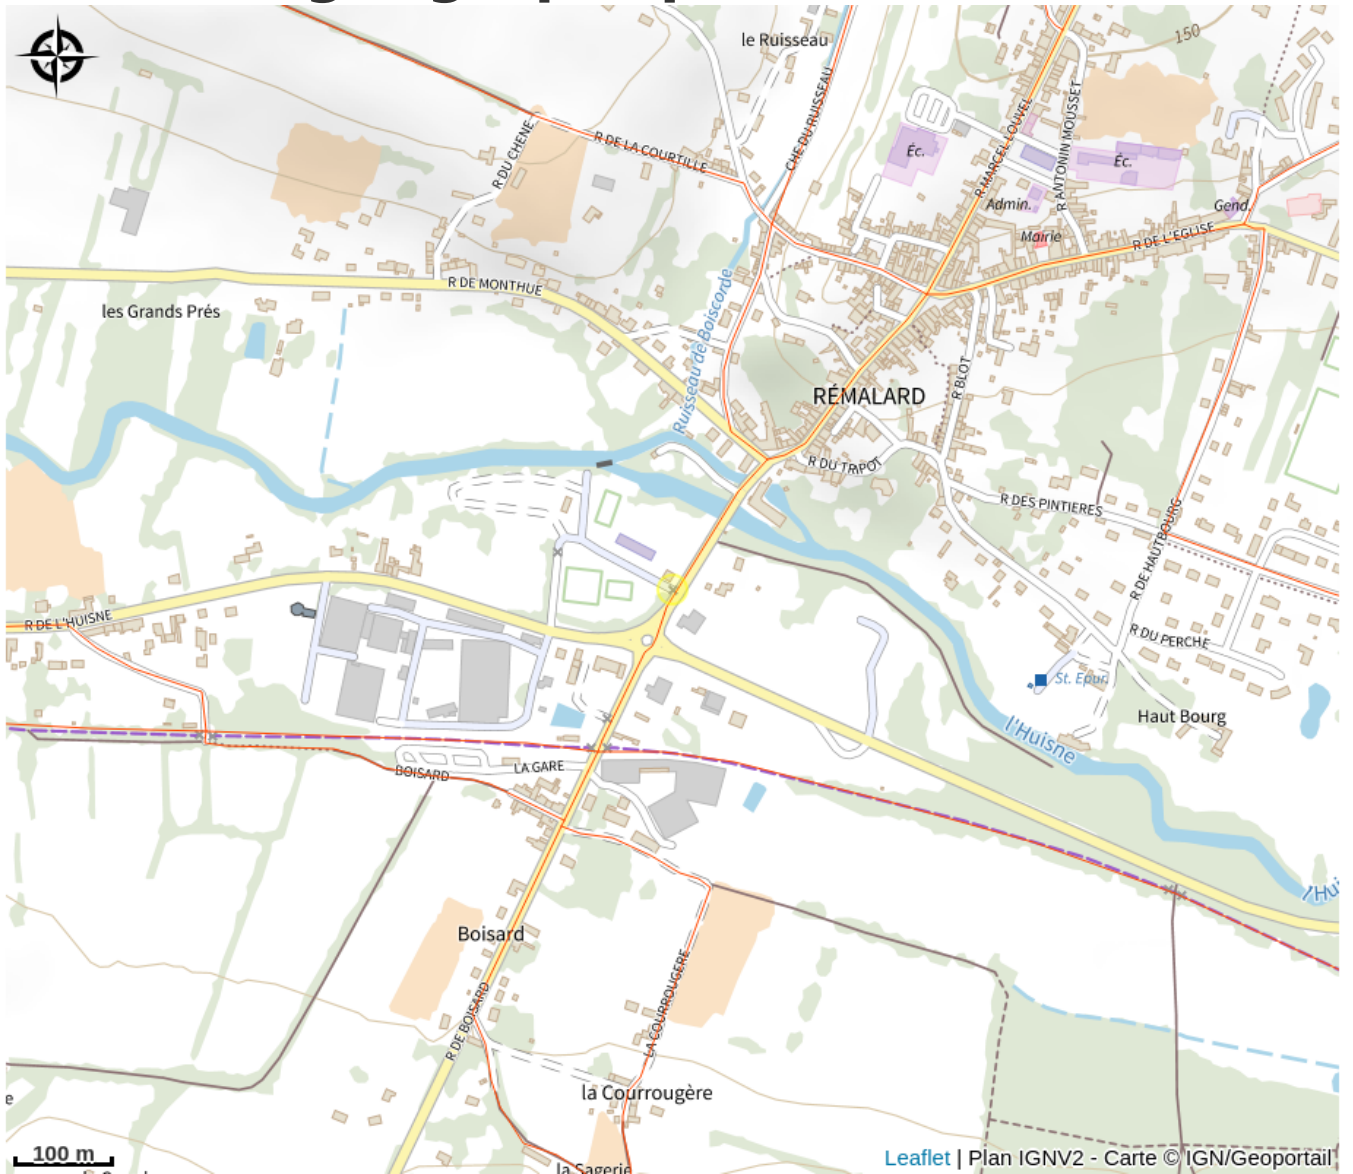 le Ruisseau
150
CHE DU RUISSEAU
R DU CHENE
R DE LA COURTILLE
R MARCEL LOUVEL
R ANTONIN MOUSSET
Éc.
Éc.
Admin.
Gend.
Mairie
R DE L'EGLISE
R DE MONTHUE
les Grands Prés
Ruisseau de Boiscorde
R BLOT
RÉMALARD
R DU TRIPOT
R DES PINTIERES
R DE HAUTBOURG
R DE L'HUISNE
R DU PERCHE
St. Epur.
Haut Bourg
l'Huisne
LA GARE
BOISARD
l'Hui
Boisard
LA COURROUGERE
R DE BOISARD
la Courrougère
e
100 m
la Sagerie
Leaflet | Plan IGNV2 - Carte © IGN/Geoportail